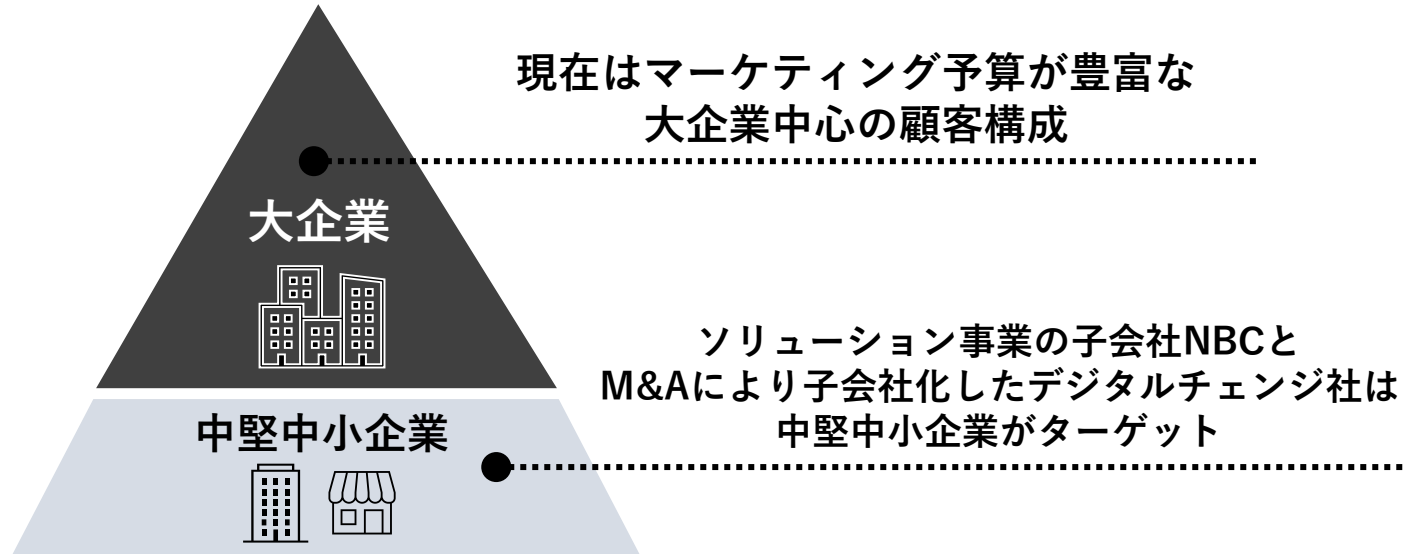 現在はマーケティング予算が豊富な
大企業中心の顧客構成
大企業
ソリューション事業の子会社NBCと
M&Aにより子会社化したデジタルチェンジ社は
中堅中小企業がターゲット
中堅中小企業